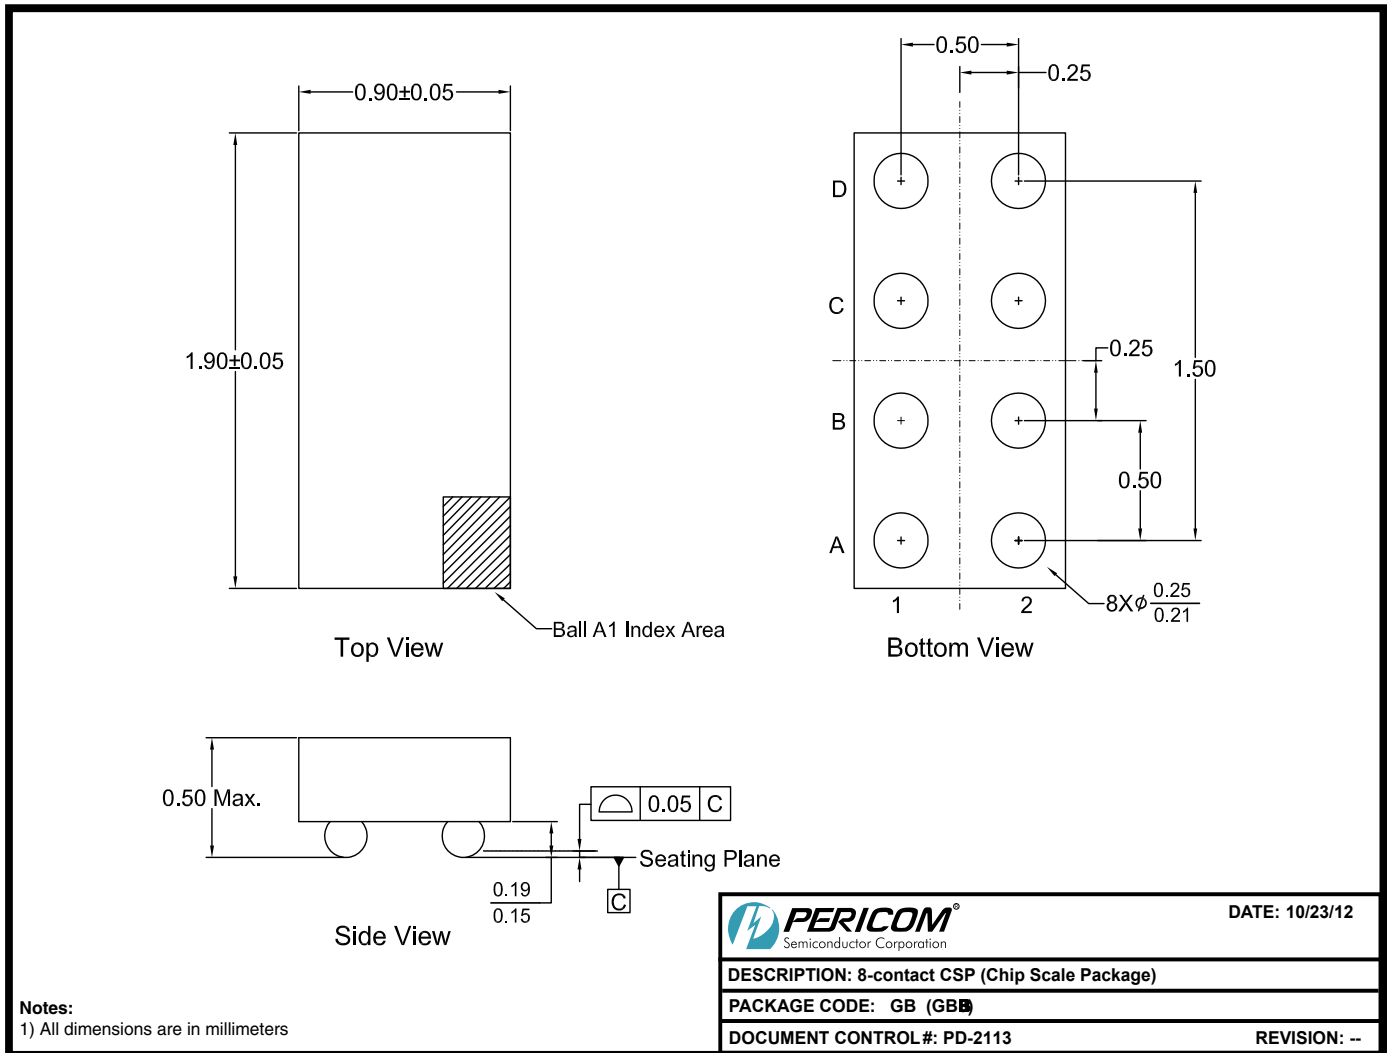 0.50
0.25
0.90±0.05
D
C
0.25
1.90±0.05
1.50
B
0.50
A
1
2
8Xϕ 0.25
0.21
Ball A1 Index Area
Top View
Bottom View
0.50 Max.
0.05 C
Seating Plane
0.19
0.15
C
Side View
PERICOM®
Semiconductor Corporation
DATE: 10/23/12
DESCRIPTION: 8-contact CSP (Chip Scale Package)
PACKAGE CODE: GB
DOCUMENT CONTROL#: PD-2113
REVISION: --
Notes:
1) All dimensions are in millimeters